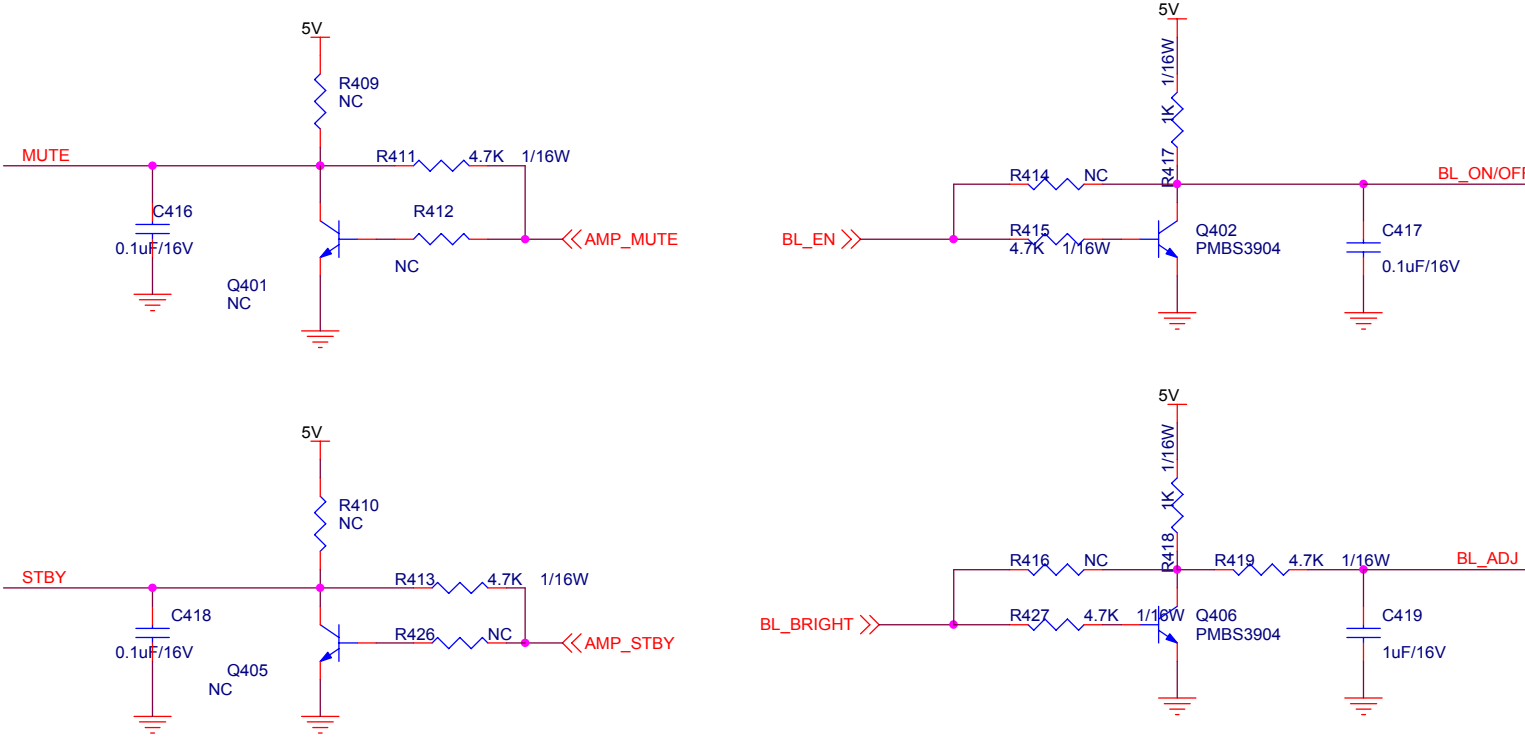 5V
R409
NC
MUTE
R411 4.7K 1/16W
C416
0.1uF/16V
R412
NC
AMP_MUTE
Q401
NC
5V
1K 1/16W
R417
R414 NC
BL_ON/OFF
BL_EN
R415
4.7K 1/16W
Q402
PMBS3904
C417
0.1uF/16V
5V
R410
NC
STBY
R413 4.7K 1/16W
C418
0.1uF/16V
R426 NC
AMP_STBY
Q405
NC
5V
1K 1/16W
R418
R416 NC
R419 4.7K 1/16W
BL_ADJ
BL_BRIGHT
R427 4.7K 1/16W
Q406
PMBS3904
C419
1uF/16V